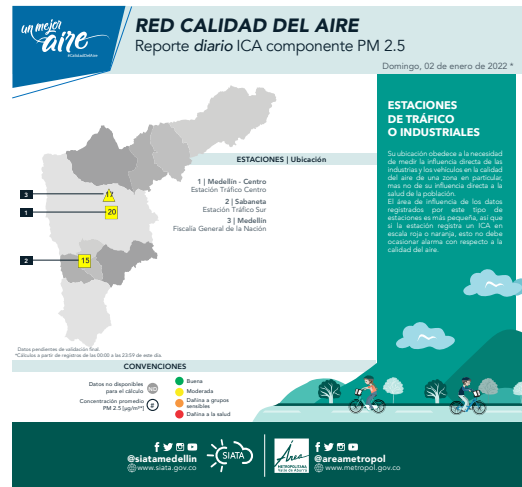 un mejor
aire
#CalidadDelAire
RED CALIDAD DEL AIRE
Reporte diario ICA componente PM 2.5
Domingo, 02 de enero de 2022 *
ESTACIONES
DE TRÁFICO
O INDUSTRIALES
Su ubicación obedece a la necesidad
de medir la influencia directa de las
industrias y los vehículos en la calidad
del aire de una zona en particular,
mas no de su influencia directa a la
salud de la población.
El área de influencia de los datos
registrados por este tipo de
estaciones es más pequeña, así que
si la estación registra un ICA en
escala roja o naranja, esto no debe
ocasionar alarma con respecto a la
calidad del aire.
ESTACIONES | Ubicación
1 | Medellín - Centro
Estación Tráfico Centro
2 | Sabaneta
Estación Tráfico Sur
3 | Medellín
Fiscalía General de la Nación
3
17
1
20
2
15
Datos pendientes de validación final.
*Cálculos a partir de registros de las 00:00 a las 23:59 de este día.
CONVENCIONES
Datos no disponibles
para el cálculo
ND
Concentración promedio
PM 2.5 [µg/m³*]
#
Buena
Moderada
Dañina a grupos
sensibles
Dañina a la salud
@siatamedellin
www.siata.gov.co
SIATA
Área
METROPOLITANA
Valle de Aburrá
@areametropol
www.metropol.gov.co